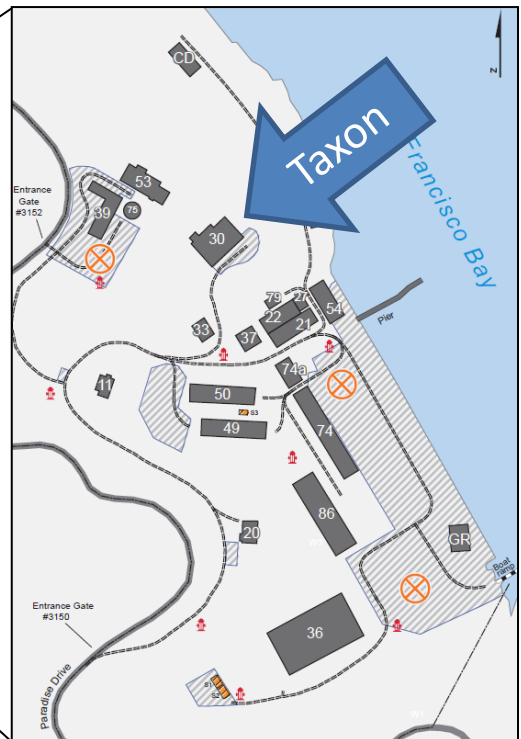 CD
N
Taxon
Francisco Bay
53
Entrance
Gate
#3152
39
75
30
79
27
54
22
21
Pier
33
37
74a
11
50
S3
49
74
86
20
GR
Boat
ramp
Entrance Gate
#3150
36
S1
S2
Paradise Drive